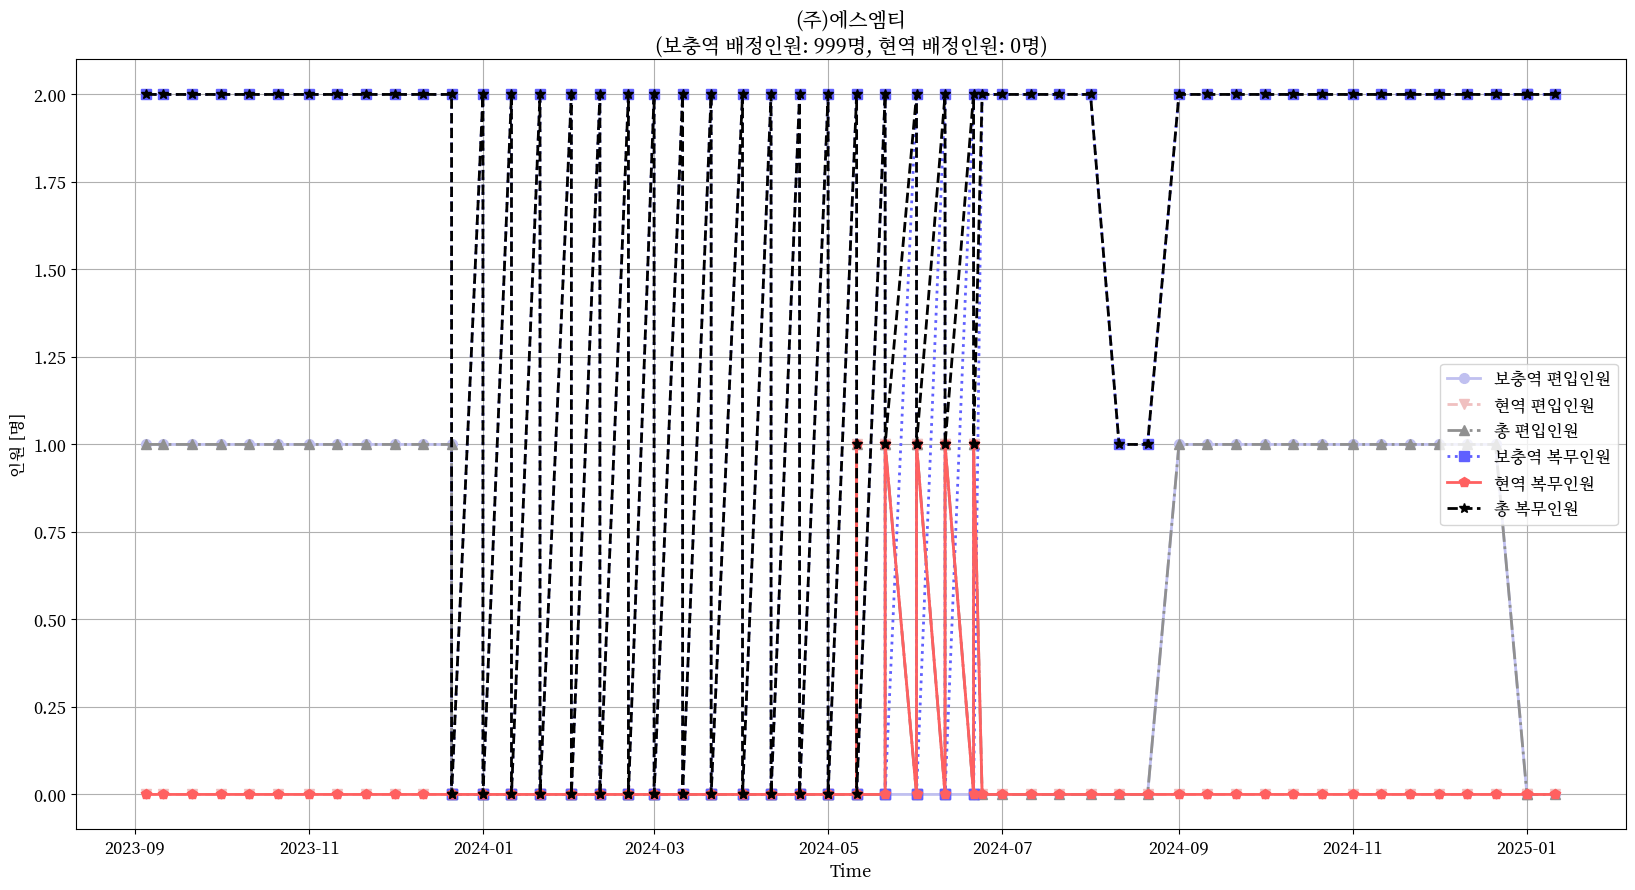 (주)에스엠티
(보충역 배정인원: 999명, 현역 배정인원: 0명)
인원 [명]
2.00
1.75
1.50
1.25
1.00
0.75
0.50
0.25
0.00
보충역 편입인원
현역 편입인원
총 편입인원
보충역 복무인원
현역 복무인원
총 복무인원
2023-09
2023-11
2024-01
2024-03
2024-05
2024-07
2024-09
2024-11
2025-01
Time